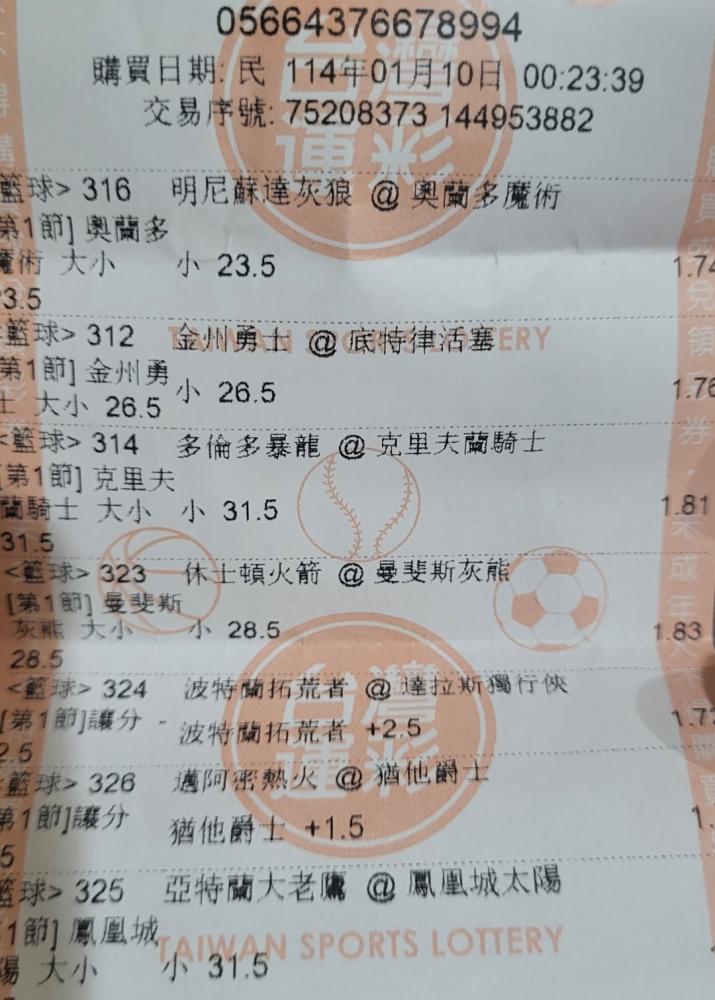 05664376678994
購買日期: 民 114年01月10日 00:23:39
交易序號: 75208373 144953882
籃球> 316 明尼蘇達灰狼 @ 奧蘭多魔術
第1節] 奧蘭多
魔術 大小 小 23.5 1.74
23.5
籃球> 312 金州勇士 @ 底特律活塞
TAIWAN SPORTS LOTTERY
第1節] 金州勇
士 大小 26.5 小 26.5 1.76
<籃球> 314 多倫多暴龍 @ 克里夫蘭騎士
[第1節] 克里夫
蘭騎士 大小 小 31.5 1.81
31.5
<籃球> 323 休士頓火箭 @ 曼斐斯灰熊
[第1節] 曼斐斯
灰熊 大小 小 28.5 1.83
28.5
<籃球> 324 波特蘭拓荒者 @ 達拉斯獨行俠
[第1節]讓分 - 波特蘭拓荒者 +2.5
2.5
籃球> 326 邁阿密熱火 @ 猶他爵士
第1節]讓分 猶他爵士 +1.5 1.
5
籃球> 325 亞特蘭大老鷹 @ 鳳凰城太陽
1節] 鳳凰城
TAIWAN SPORTS LOTTERY
陽 大小 小 31.5